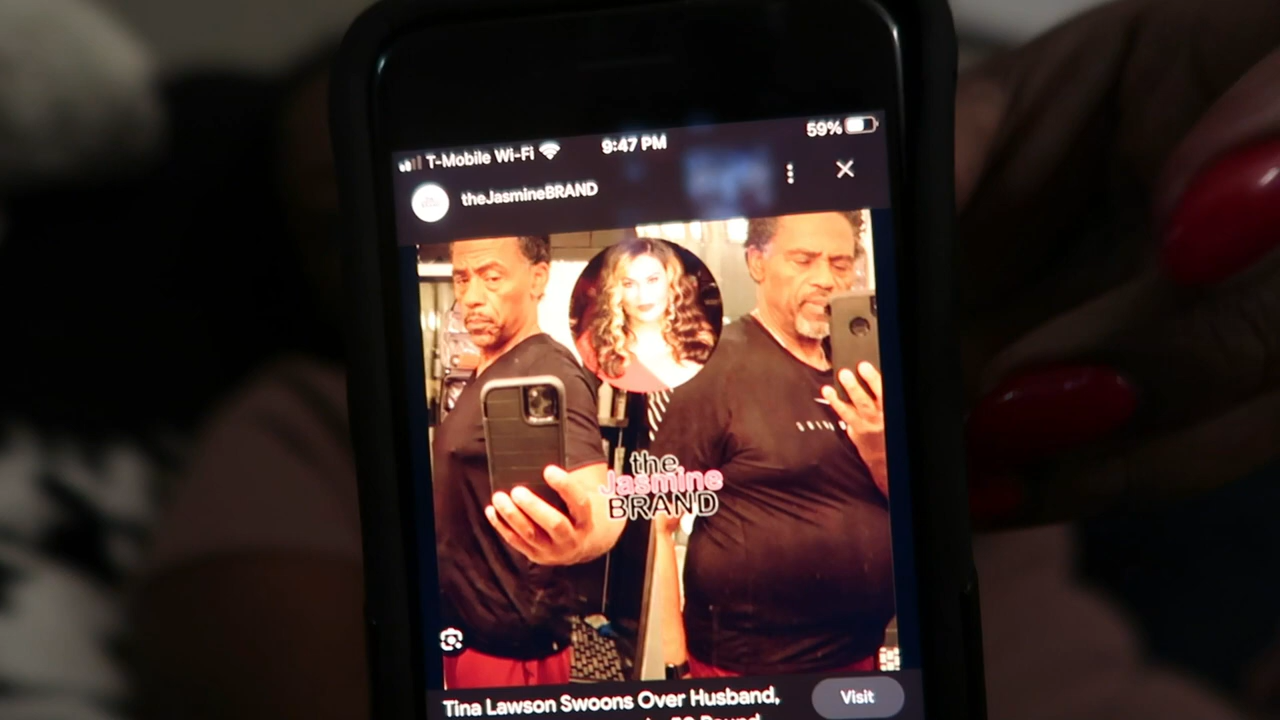 T-Mobile Wi-Fi 9:47 PM 59%
theJasmineBRAND
the
Jasmine
BRAND
Tina Lawson Swoons Over Husband,
Visit